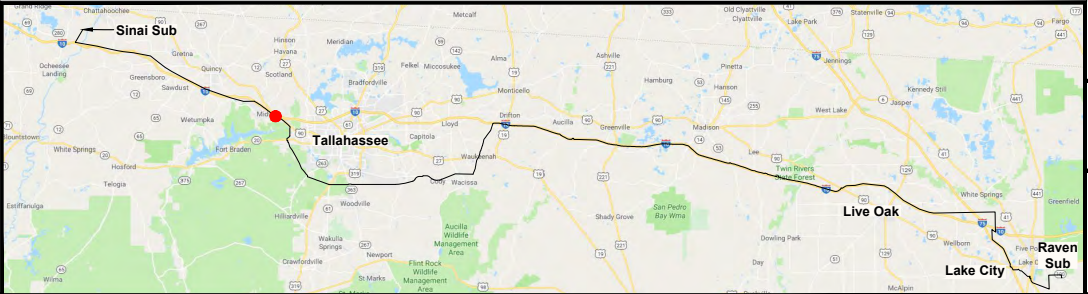 Grand Ridge
Chattahoochee
Metcalf
Old Clyattville
Clyattville
Lake Park
Statenville
Fargo
Sinai Sub
Hinson
Havana
Meridian
Alma
Ashville
Pinetta
Jennings
Ocheesee
Landing
Gretna
Quincy
Scotland
Felkel
Miccosukee
Greensboro
Sawdust
Bradfordville
Hamburg
Hanson
Kennedy Still
Monticello
Jasper
Wetumpka
Lloyd
Drifton
Aucilla
Greenville
Madison
West Lake
Tallahassee
Capitola
Fort Braden
White Springs
Hosford
Telogia
Waukeenah
Lee
Twin Rivers
State Forest
Cody
Wacissa
White Springs
Greenfield
Estiffanulga
Woodville
Hilliardville
Shady Grove
San Pedro
Bay Wma
Live Oak
Aucilla
Wildlife
Management
Area
Wakulla
Springs
Dowling Park
Wellborn
Raven
Sub
Crawfordville
Newport
Flint Rock
Wildlife
Management
Area
Day
Lake City
Wilma
St. Marks
McAlpin